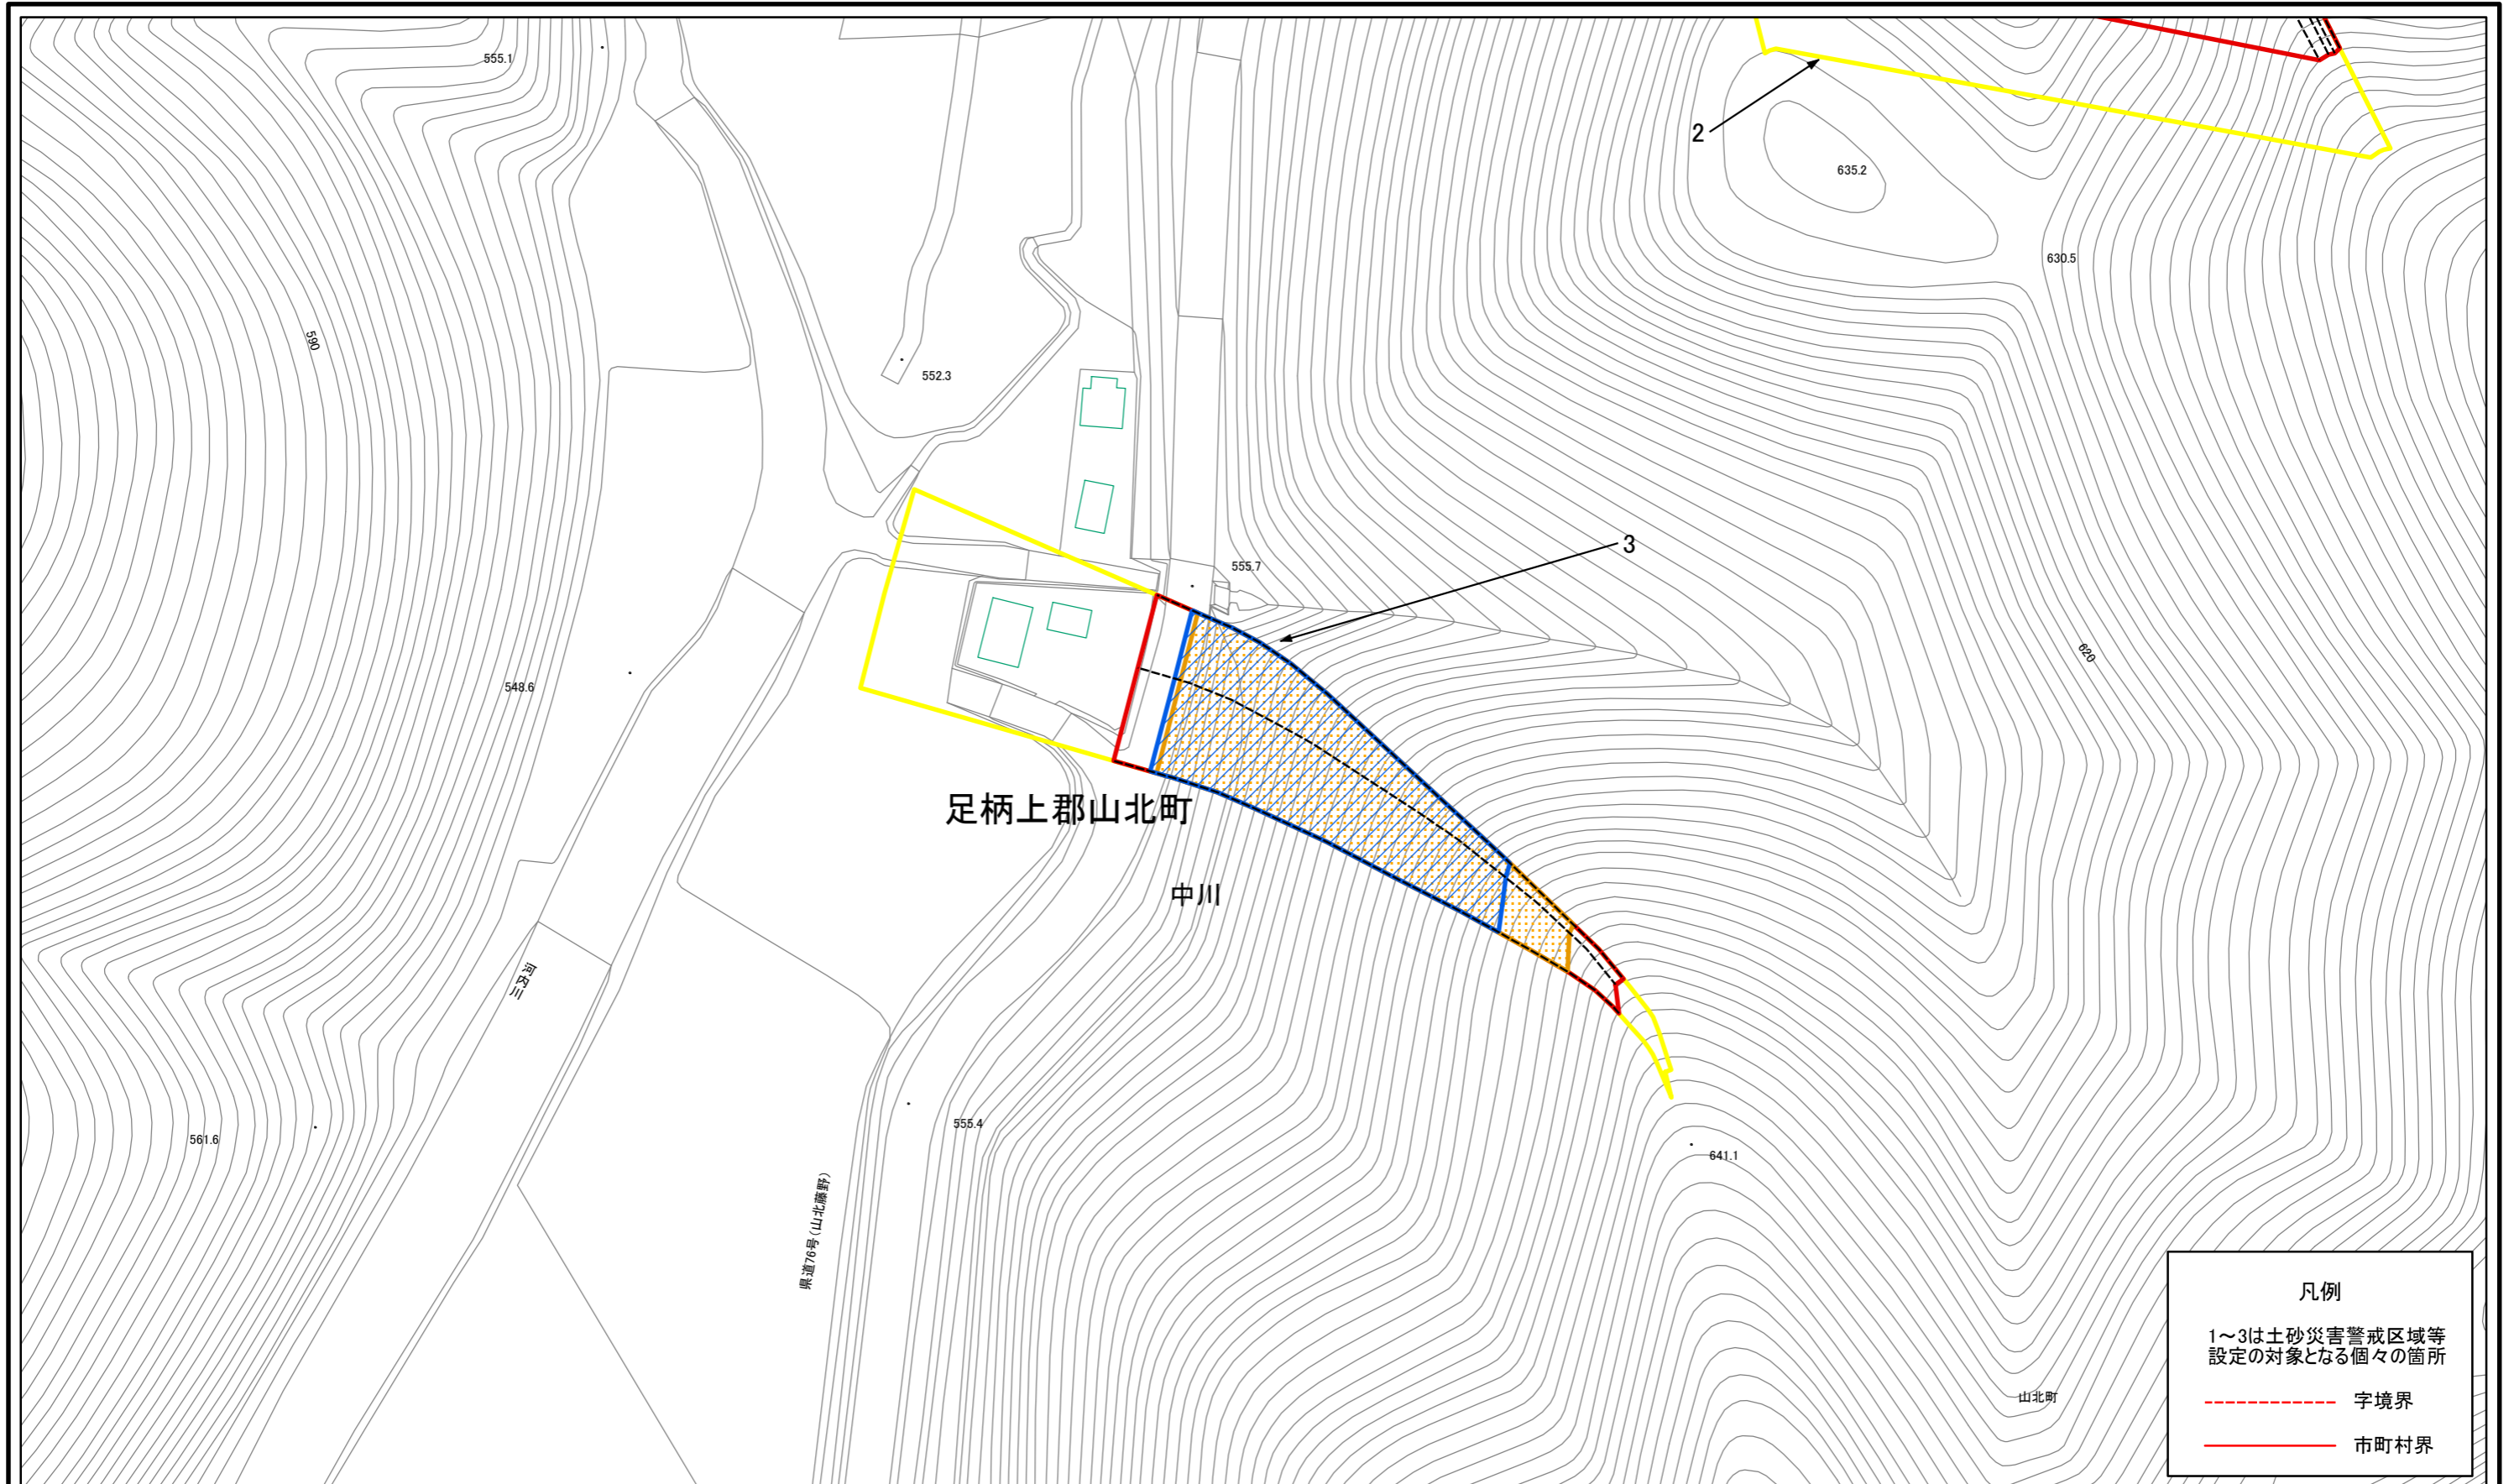 555.1
2
635.2
630.5
590
552.3
3
555.7
620
548.6
足柄上郡山北町
中川
河内川
555.4
561.6
641.1
県道76号(山北藤野)
山北町
凡例
1~3は土砂災害警戒区域等
設定の対象となる個々の箇所
字境界
市町村界